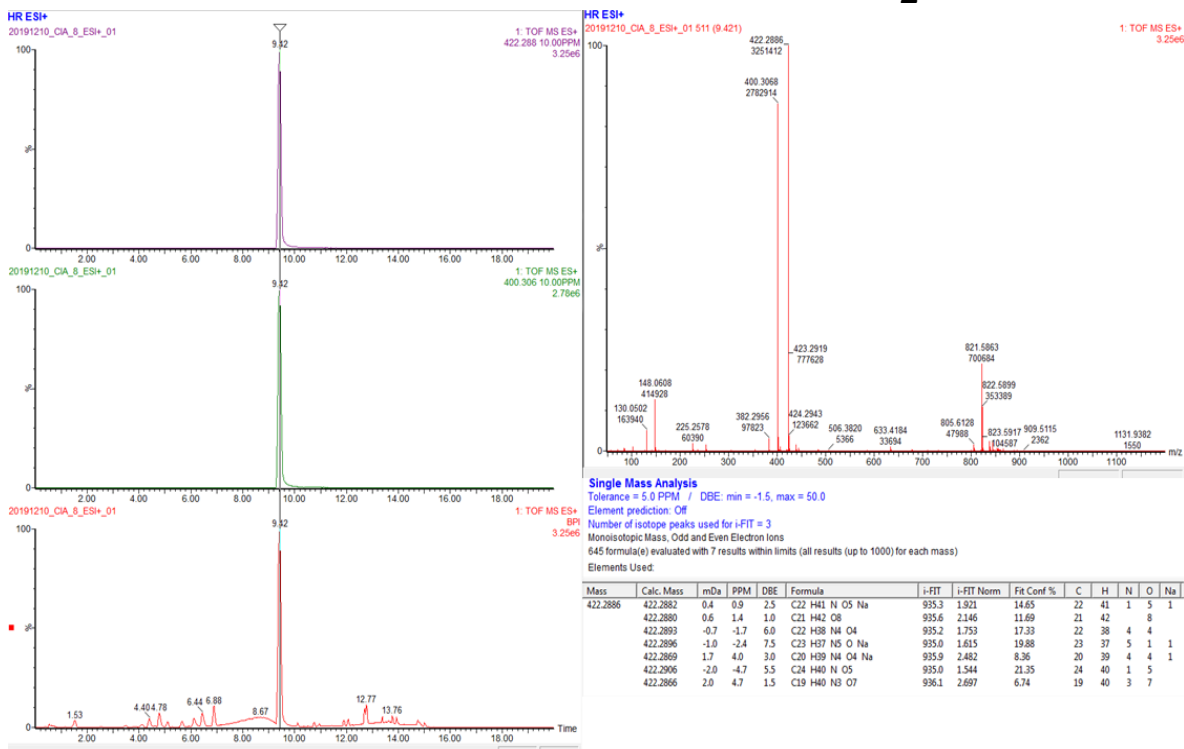 2
HR ESI+
20191210_CIA_8_ESI+_01
1: TOF MS ES+
422.288 10.00PPM
3.25e6
100
%
0
9.42
2.00 4.00 6.00 8.00 10.00 12.00 14.00 16.00 18.00
20191210_CIA_8_ESI+_01
1: TOF MS ES+
400.306 10.00PPM
2.78e6
100
%
0
9.42
2.00 4.00 6.00 8.00 10.00 12.00 14.00 16.00 18.00
20191210_CIA_8_ESI+_01
1: TOF MS ES+
BPI
3.25e6
100
%
0
9.42
1.53
4.40 4.78
6.44 6.88
8.67
12.77
13.76
Time
2.00 4.00 6.00 8.00 10.00 12.00 14.00 16.00 18.00
HR ESI+
20191210_CIA_8_ESI+_01 511 (9.421)
1: TOF MS ES+
3.25e6
100
%
0
422.2886
3251412
400.3068
2782914
423.2919
777628
821.5863
700684
822.5899
353389
148.0608
414928
130.0502
163940
225.2578
60390
382.2956
97823
424.2943
123662
506.3820
5366
633.4184
33694
805.6128
47988
823.5917
104587
909.5115
2362
1131.9382
1550
m/z
100 200 300 400 500 600 700 800 900 1000 1100
Single Mass Analysis
Tolerance = 5.0 PPM / DBE: min = -1.5, max = 50.0
Element prediction: Off
Number of isotope peaks used for i-FIT = 3
Monoisotopic Mass, Odd and Even Electron Ions
645 formula(e) evaluated with 7 results within limits (all results (up to 1000) for each mass)
Elements Used:
Mass Calc. Mass mDa PPM DBE Formula i-FIT i-FIT Norm Fit Conf % C H N O Na
422.2886 422.2882 0.4 0.9 2.5 C22 H41 N O5 Na 935.3 1.921 14.65 22 41 1 5 1
422.2880 0.6 1.4 1.0 C21 H42 O8 935.6 2.146 11.69 21 42 8
422.2893 -0.7 -1.7 6.0 C22 H38 N4 O4 935.2 1.753 17.33 22 38 4 4
422.2896 -1.0 -2.4 7.5 C23 H37 N5 O Na 935.0 1.615 19.88 23 37 5 1 1
422.2869 1.7 4.0 3.0 C20 H39 N4 O4 Na 935.9 2.482 8.36 20 39 4 4 1
422.2906 -2.0 -4.7 5.5 C24 H40 N O5 935.0 1.544 21.35 24 40 1 5
422.2866 2.0 4.7 1.5 C19 H40 N3 O7 936.1 2.697 6.74 19 40 3 7